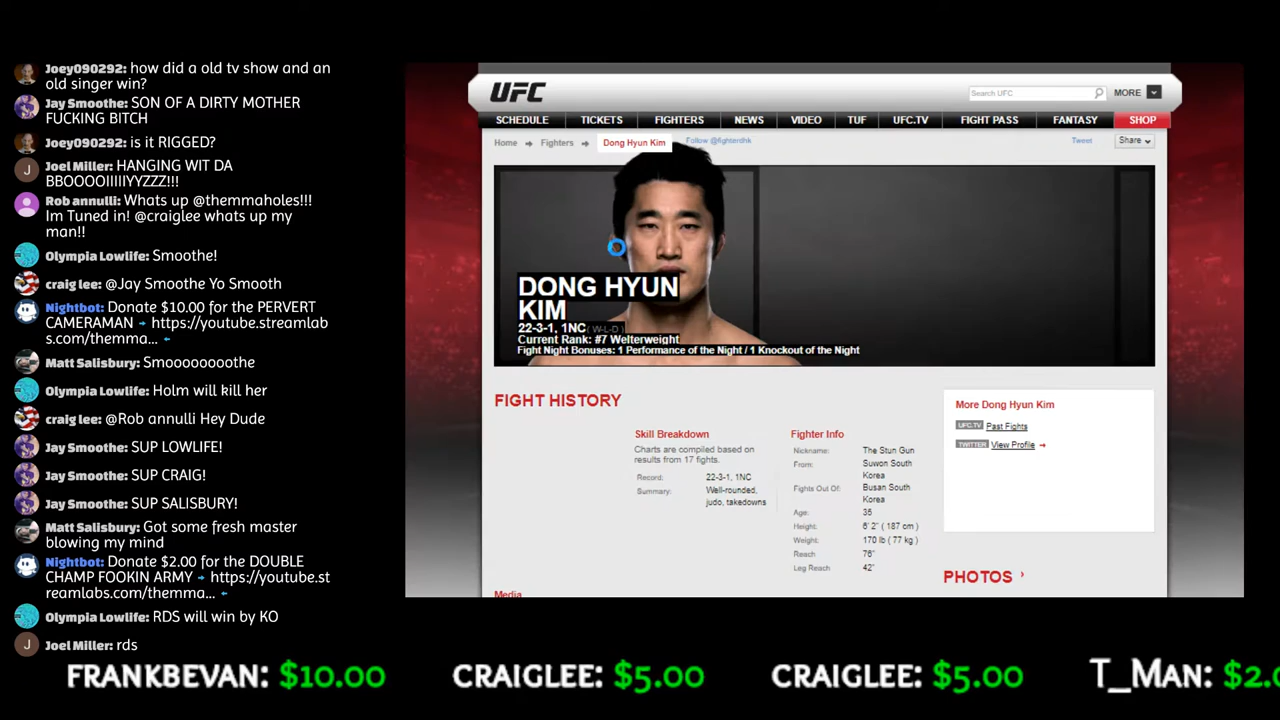 Joey090292: how did a old tv show and an
old singer win?
Jay Smoothe: SON OF A DIRTY MOTHER
FUCKING BITCH
Joey090292: is it RIGGED?
J
Joel Miller: HANGING WIT DA
BBOOOOIIIIIIYYZZZ!!!
Rob annulli: Whats up @themmaholes!!!
Im Tuned in! @craiglee whats up my
man!!
Olympia Lowlife: Smoothe!
craig lee: @Jay Smoothe Yo Smooth
Nightbot: Donate $10.00 for the PERVERT
CAMERAMAN → https://youtube.streamlab
s.com/themma... ←
Matt Salisbury: Smooooooothe
Olympia Lowlife: Holm will kill her
craig lee: @Rob annulli Hey Dude
Jay Smoothe: SUP LOWLIFE!
Jay Smoothe: SUP CRAIG!
Jay Smoothe: SUP SALISBURY!
Matt Salisbury: Got some fresh master
blowing my mind
Nightbot: Donate $2.00 for the DOUBLE
CHAMP FOOKIN ARMY → https://youtube.st
reamlabs.com/themma... ←
Olympia Lowlife: RDS will win by KO
J
Joel Miller: rds
UFC
Search UFC
MORE
SCHEDULE TICKETS FIGHTERS NEWS VIDEO TUF UFC.TV FIGHT PASS FANTASY SHOP
Home → Fighters → Dong Hyun Kim
Follow @fighterdhk
Tweet
Share
DONG HYUN
KIM
22-3-1, 1NC (W-L-D)
Current Rank: #7 Welterweight
Fight Night Bonuses: 1 Performance of the Night / 1 Knockout of the Night
FIGHT HISTORY
Skill Breakdown
Charts are compiled based on
results from 17 fights.
Record: 22-3-1, 1NC
Summary: Well-rounded,
judo, takedowns
Fighter Info
Nickname: The Stun Gun
From: Suwon South
Korea
Fights Out Of: Busan South
Korea
Age: 35
Height: 6' 2" ( 187 cm )
Weight: 170 lb ( 77 kg )
Reach 76"
Leg Reach 42"
More Dong Hyun Kim
UFC.TV Past Fights
TWITTER View Profile →
PHOTOS ›
Media
FRANKBEVAN: $10.00 CRAIGLEE: $5.00 CRAIGLEE: $5.00 T_MAN: $2.0